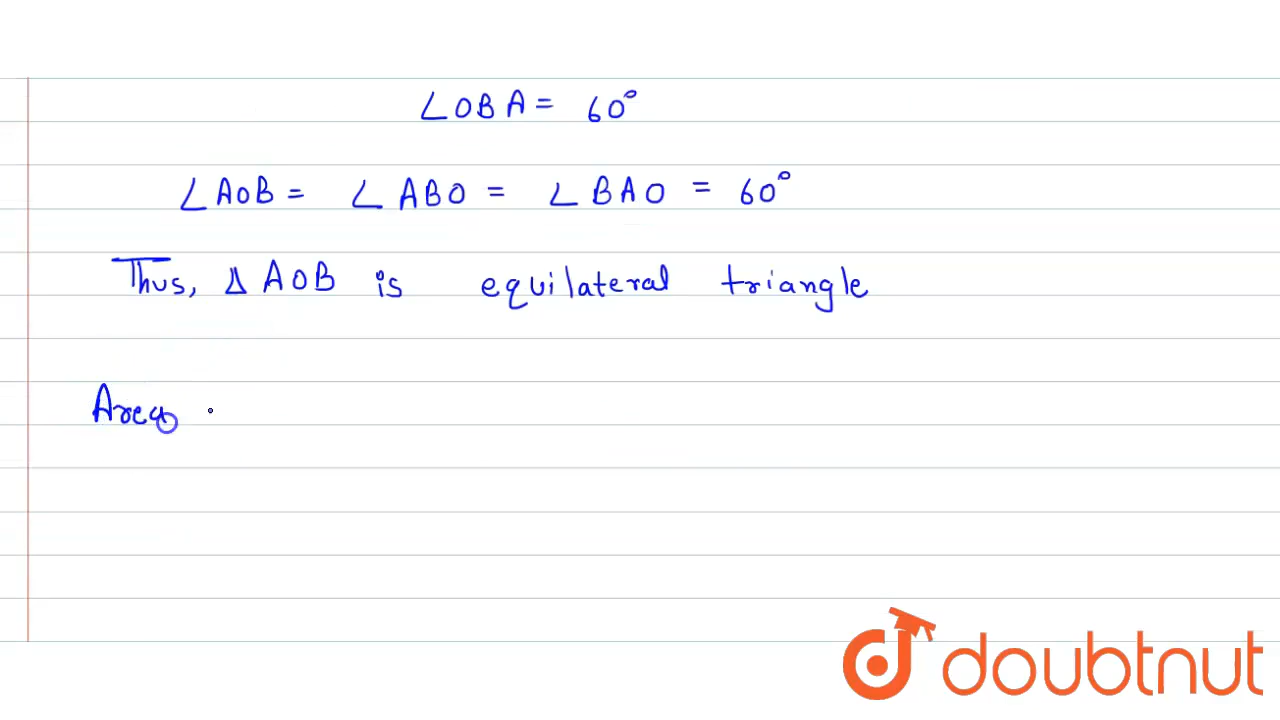 ∠OBA = 60°
∠AOB = ∠ABO = ∠BAO = 60°
Thus, Δ AOB is equilateral triangle
Area
doubtnut